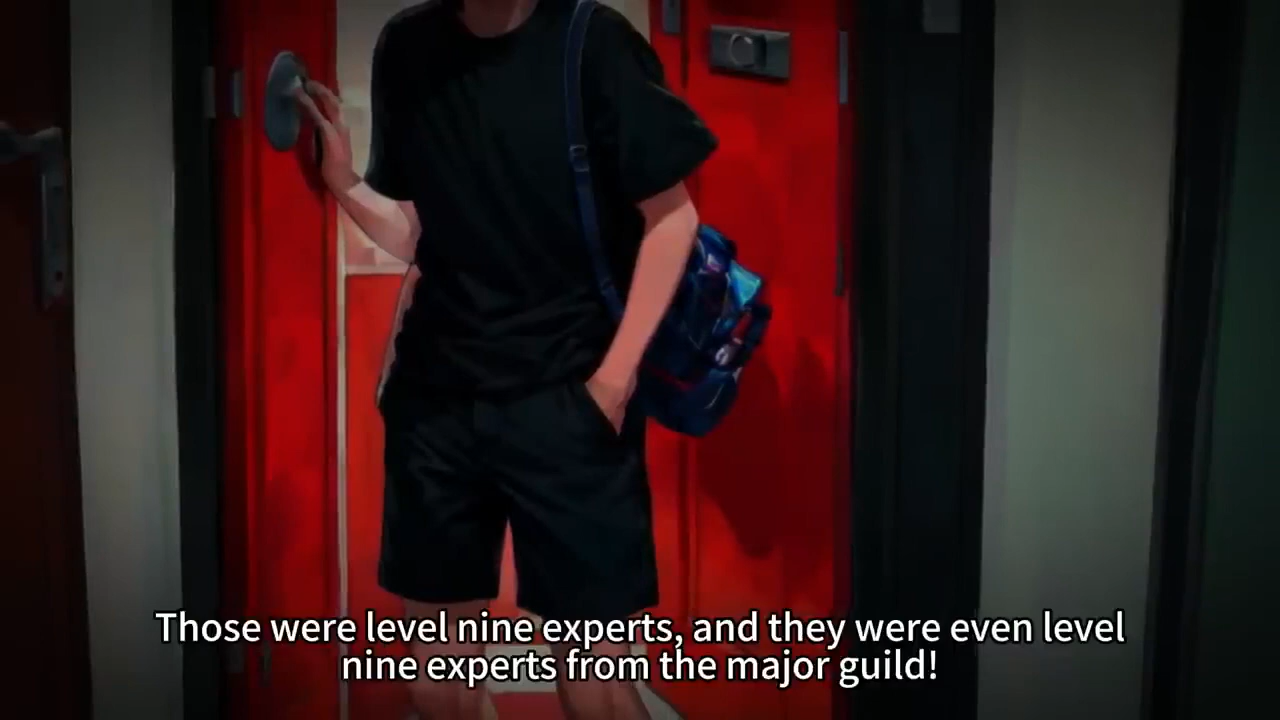 Those were level nine experts, and they were even level
nine experts from the major guild!